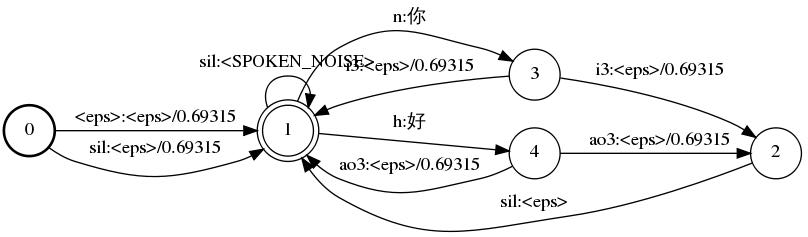 n:你
sil:<SPOKEN_NOISE>
i3:<eps>/0.69315
i3:<eps>/0.69315
3
<eps>:<eps>/0.69315
h:好
0
1
sil:<eps>/0.69315
ao3:<eps>/0.69315
4
ao3:<eps>/0.69315
2
sil:<eps>